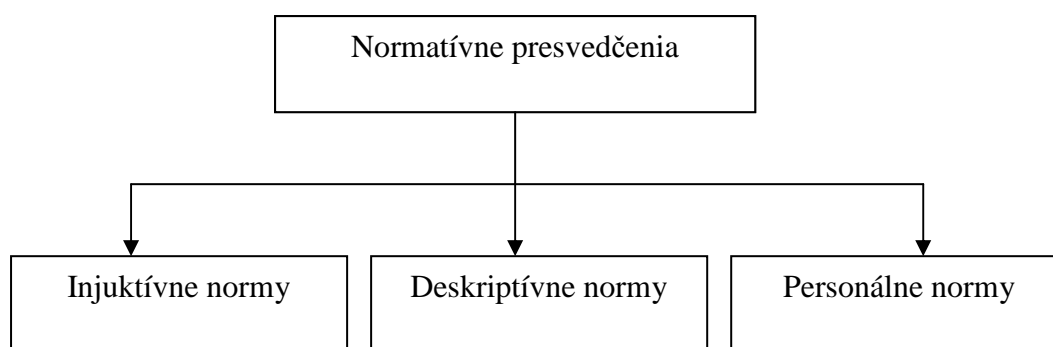 Normatívne presvedčenia
Injuktívne normy
Deskriptívne normy
Personálne normy